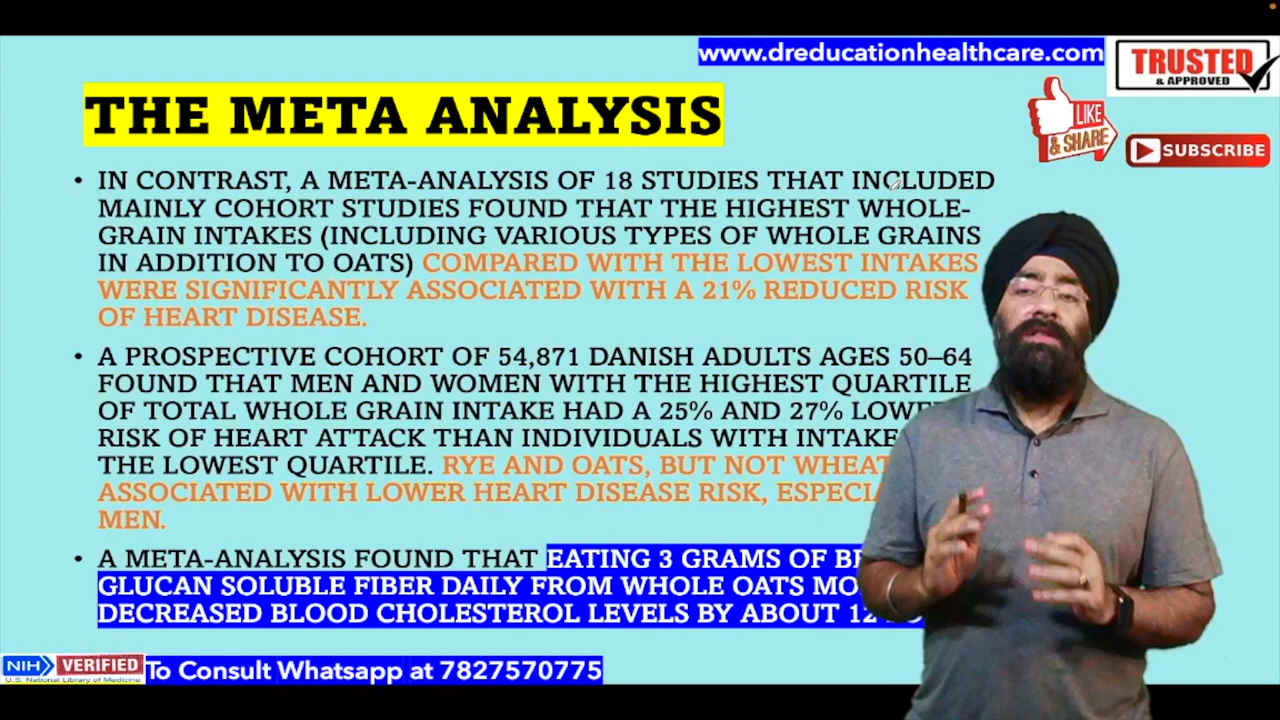 www.dreducationhealthcare.com
TRUSTED
& APPROVED
LIKE
& SHARE
SUBSCRIBE
THE META ANALYSIS
• IN CONTRAST, A META-ANALYSIS OF 18 STUDIES THAT INCLUDED
MAINLY COHORT STUDIES FOUND THAT THE HIGHEST WHOLE-
GRAIN INTAKES (INCLUDING VARIOUS TYPES OF WHOLE GRAINS
IN ADDITION TO OATS) COMPARED WITH THE LOWEST INTAKES
WERE SIGNIFICANTLY ASSOCIATED WITH A 21% REDUCED RISK
OF HEART DISEASE.
• A PROSPECTIVE COHORT OF 54,871 DANISH ADULTS AGES 50–64
FOUND THAT MEN AND WOMEN WITH THE HIGHEST QUARTILE
OF TOTAL WHOLE GRAIN INTAKE HAD A 25% AND 27%
RISK OF HEART ATTACK THAN INDIVIDUALS WITH
THE LOWEST QUARTILE. RYE AND OATS, BUT NOT WHEAT
ASSOCIATED WITH LOWER HEART DISEASE RISK,
MEN.
• A META-ANALYSIS FOUND THAT EATING 3 GRAMS OF
GLUCAN SOLUBLE FIBER DAILY FROM WHOLE OATS
DECREASED BLOOD CHOLESTEROL LEVELS BY ABOUT 12
NIH VERIFIED
U.S. National Library of Medicine
To Consult Whatsapp at 7827570775